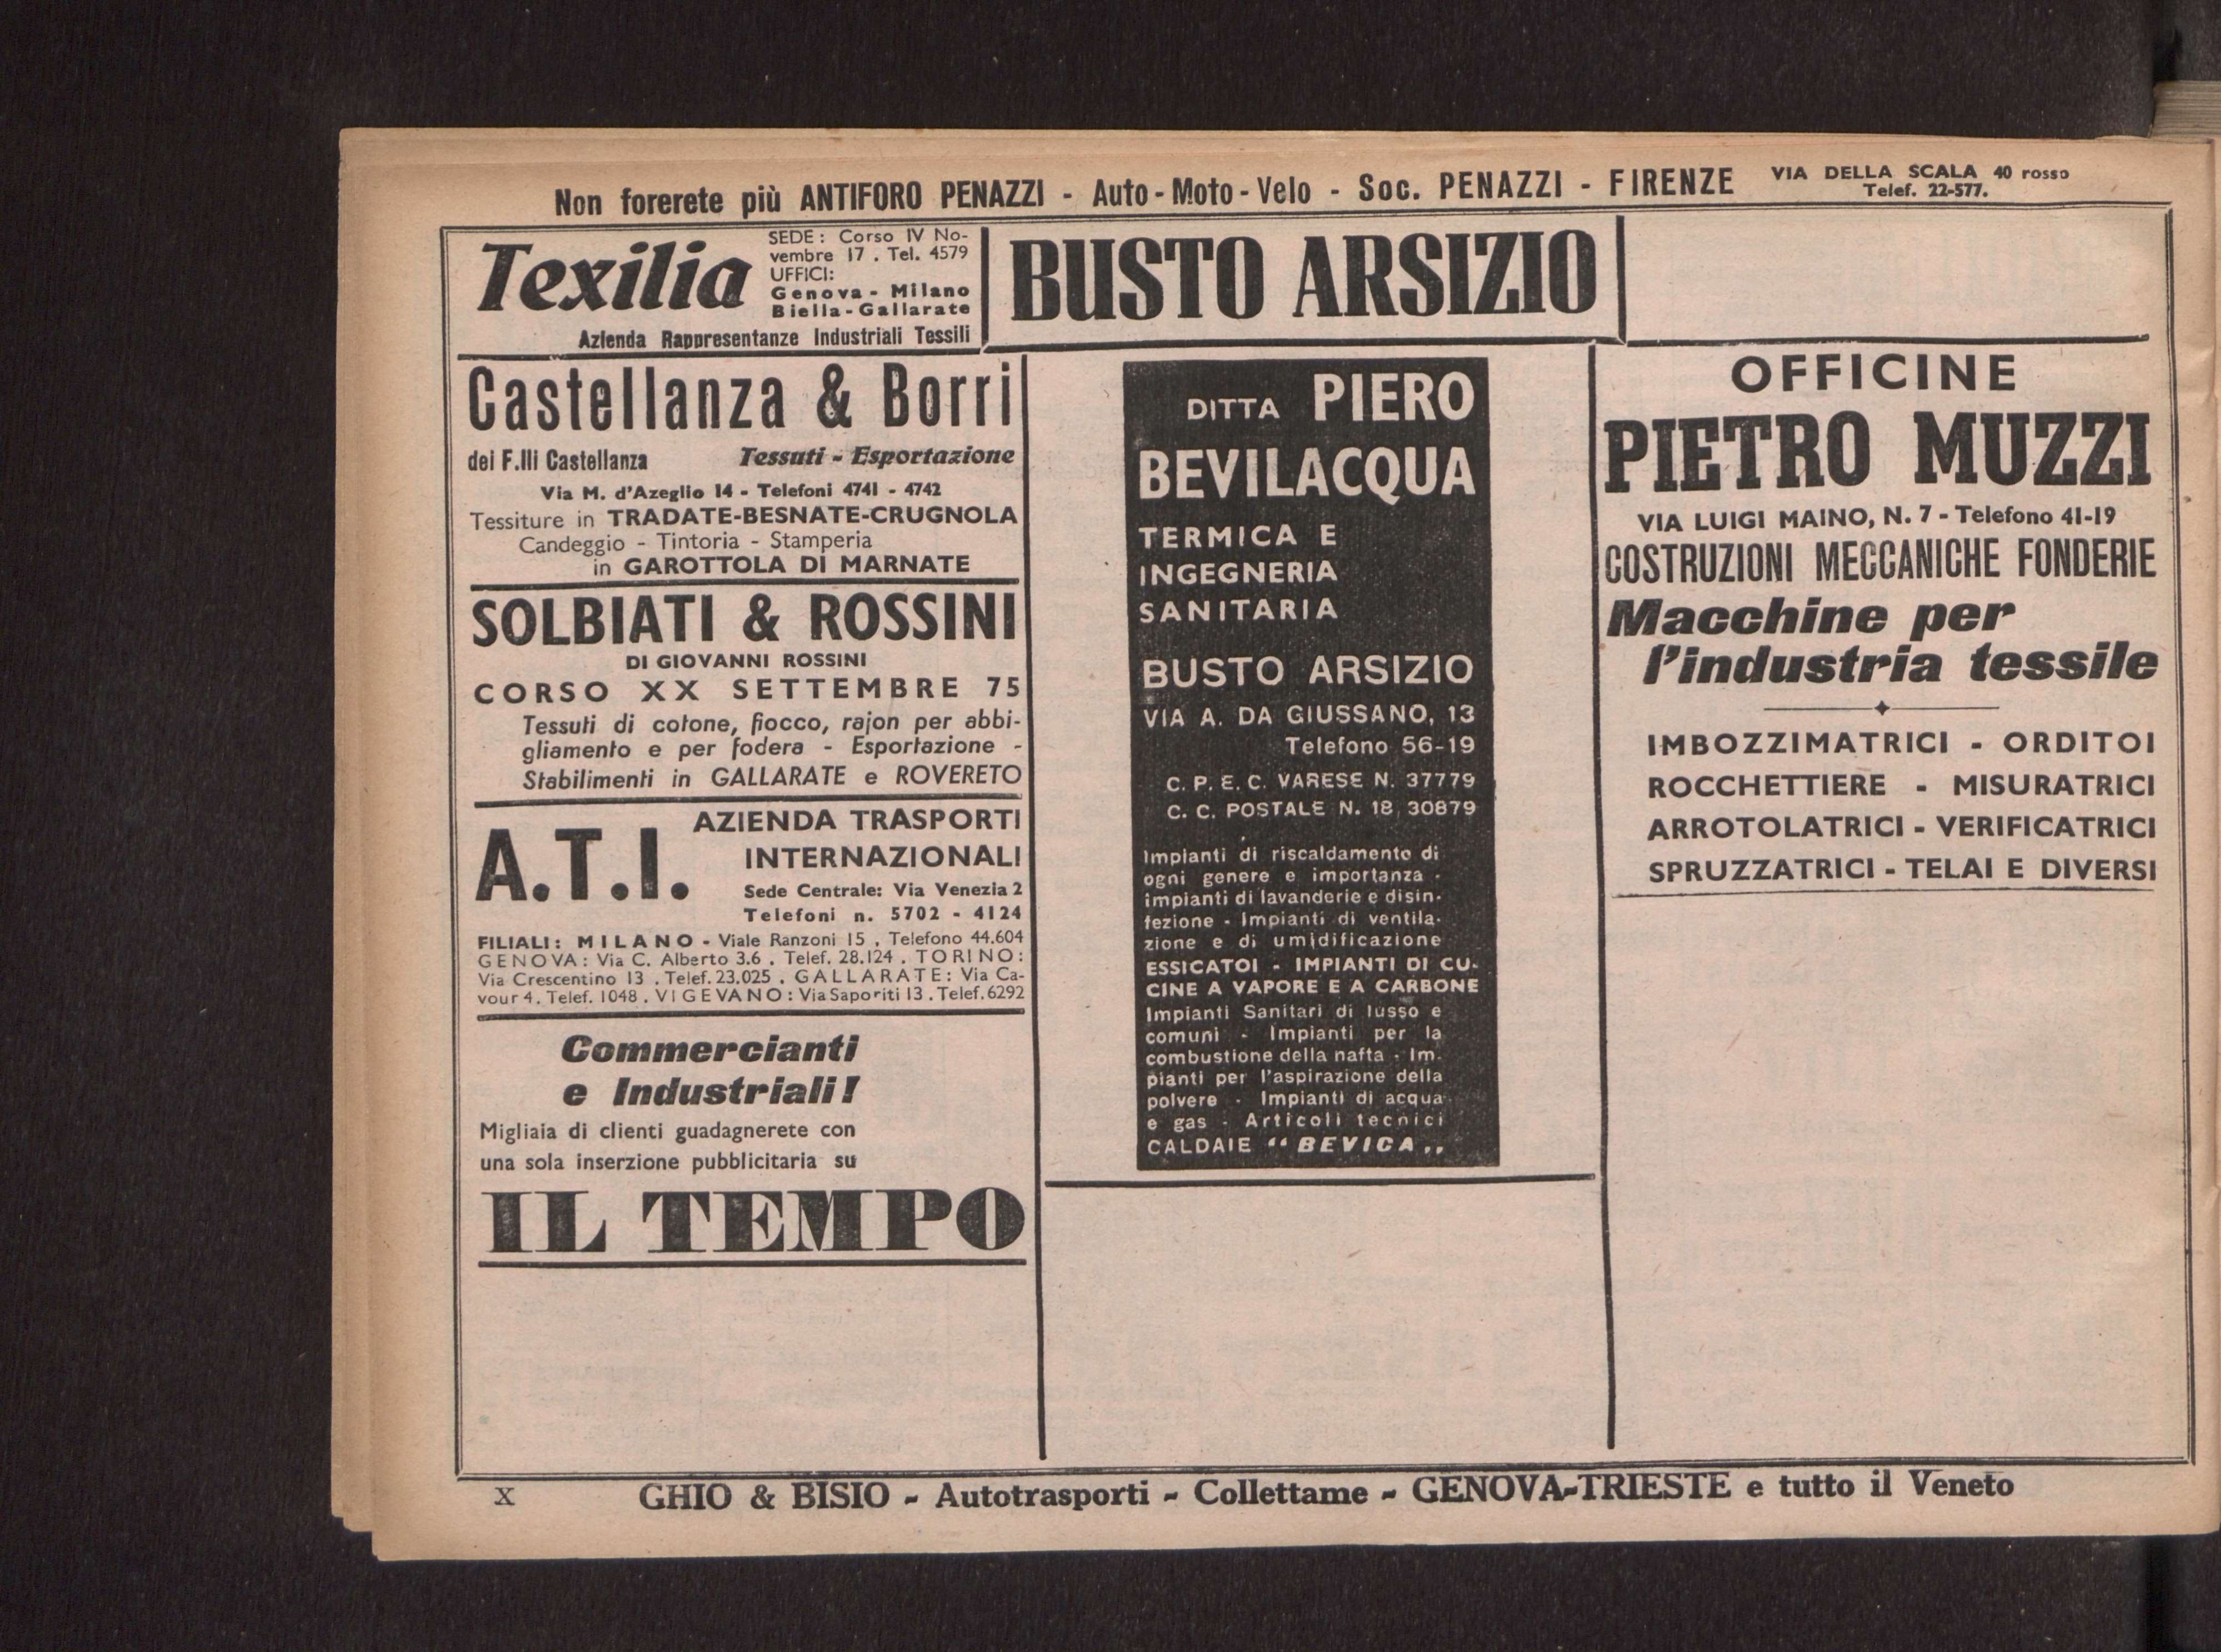 Non forerete più ANTIFORO PENAZZI - Auto-Moto-Velo - Soc. PENAZZI - FIRENZE VIA DELLA SCALA 40 rosso
Telef. 22-577.
Texilia
SEDE: Corso IV No-
vembre 17 . Tel. 4579
UFFICI:
Genova - Milano
Biella-Gallarate
Azienda Rappresentanze Industriali Tessili
BUSTO ARSIZIO
Castellanza & Borri
dei F.lli Castellanza Tessuti - Esportazione
Via M. d'Azeglio 14 - Telefoni 4741 - 4742
Tessiture in TRADATE-BESNATE-CRUGNOLA
Candeggio - Tintoria - Stamperia
in GAROTTOLA DI MARNATE
SOLBIATI & ROSSINI
DI GIOVANNI ROSSINI
CORSO XX SETTEMBRE 75
Tessuti di cotone, fiocco, rajon per abbi-
gliamento e per fodera - Esportazione -
Stabilimenti in GALLARATE e ROVERETO
A.T.I.
AZIENDA TRASPORTI
INTERNAZIONALI
Sede Centrale: Via Venezia 2
Telefoni n. 5702 - 4124
FILIALI: MILANO - Viale Ranzoni 15 , Telefono 44.604
GENOVA: Via C. Alberto 3.6 . Telef. 28.124 . TORINO:
Via Crescentino 13 . Telef. 23.025 . GALLARATE: Via Ca-
vour 4. Telef. 1048 . VIGEVANO: Via Saporiti 13 . Telef. 6292
Commercianti
e Industriali!
Migliaia di clienti guadagnerete con
una sola inserzione pubblicitaria su
IL TEMPO
DITTA PIERO
BEVILACQUA
TERMICA E
INGEGNERIA
SANITARIA
BUSTO ARSIZIO
VIA A. DA GIUSSANO, 13
Telefono 56-19
C. P. E. C. VARESE N. 37779
C. C. POSTALE N. 18, 30879
Impianti di riscaldamento di
ogni genere e importanza -
impianti di lavanderie e disin-
fezione - Impianti di ventila-
zione e di umidificazione
ESSICATOI - IMPIANTI DI CU-
CINE A VAPORE E A CARBONE
Impianti Sanitari di lusso e
comuni - Impianti per la
combustione della nafta - Im-
pianti per l'aspirazione della
polvere - Impianti di acqua
e gas - Articoli tecnici
CALDAIE “ BEVICA „
OFFICINE
PIETRO MUZZI
VIA LUIGI MAINO, N. 7 - Telefono 41-19
COSTRUZIONI MECCANICHE FONDERIE
Macchine per
l'industria tessile
IMBOZZIMATRICI - ORDITOI
ROCCHETTIERE - MISURATRICI
ARROTOLATRICI - VERIFICATRICI
SPRUZZATRICI - TELAI E DIVERSI
X GHIO & BISIO - Autotrasporti - Collettame - GENOVA-TRIESTE e tutto il Veneto